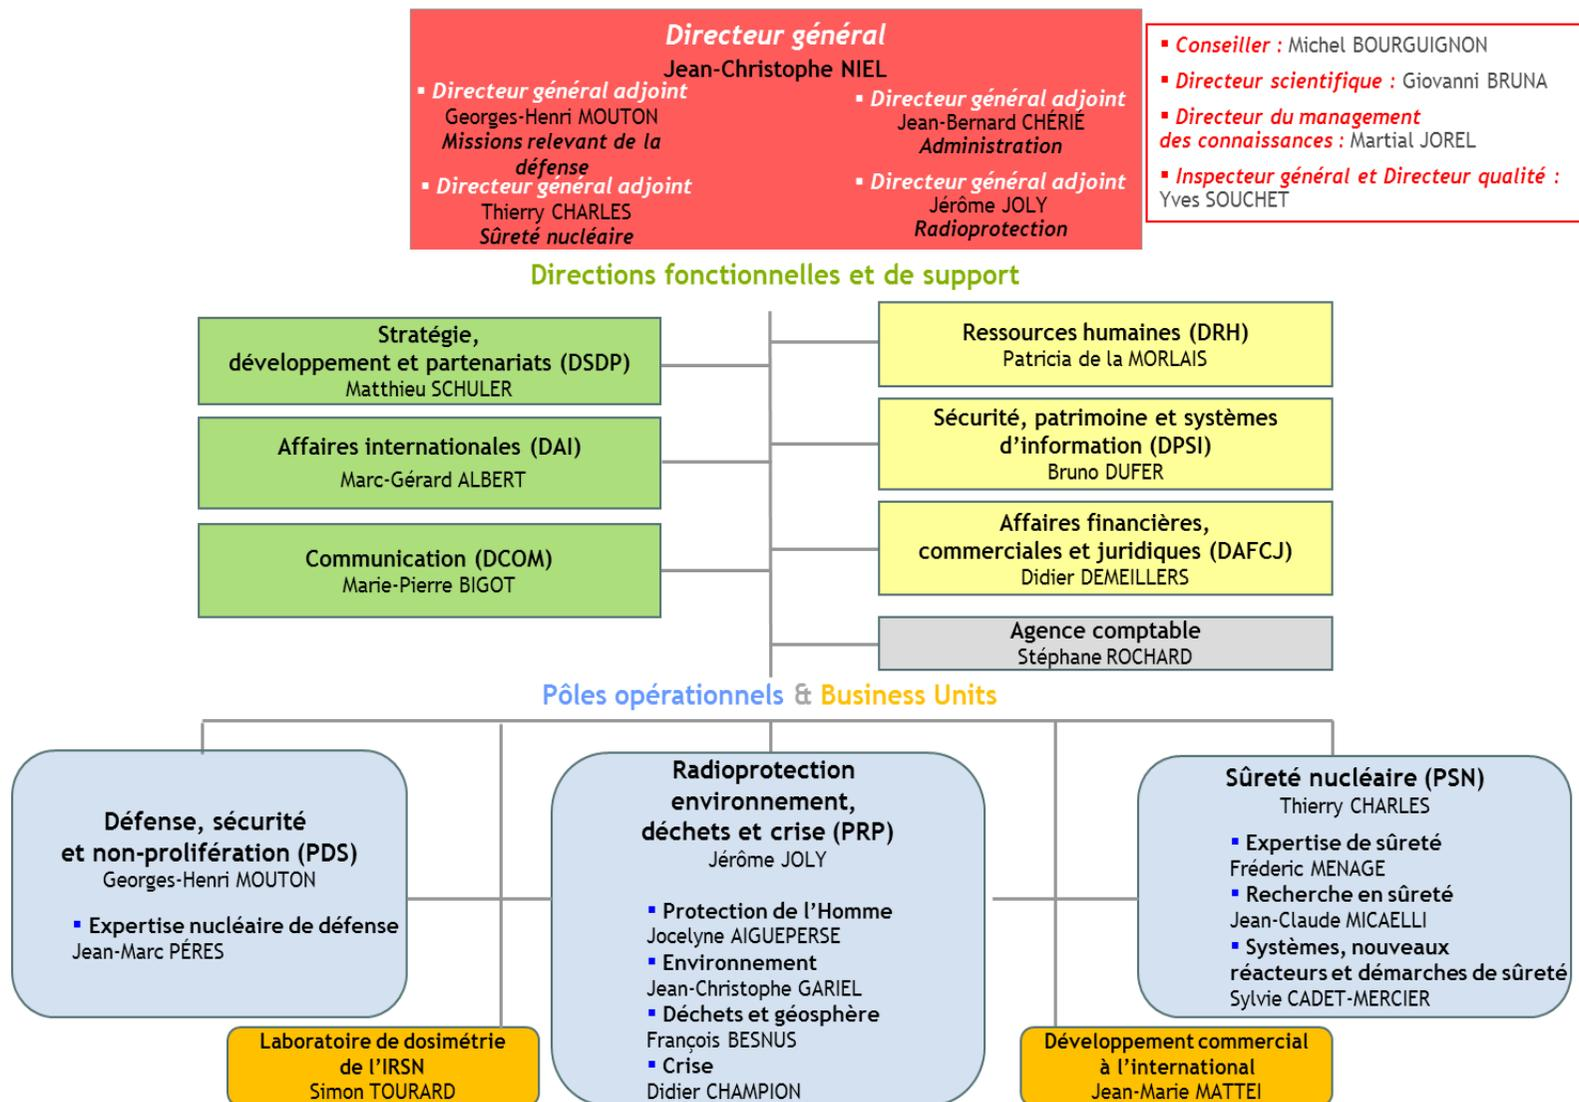 Directeur général
Jean-Christophe NIEL
▪ Directeur général adjoint
Georges-Henri MOUTON
Missions relevant de la
défense
▪ Directeur général adjoint
Thierry CHARLES
Sûreté nucléaire
▪ Directeur général adjoint
Jean-Bernard CHÉRIÉ
Administration
▪ Directeur général adjoint
Jérôme JOLY
Radioprotection
▪ Conseiller : Michel BOURGUIGNON
▪ Directeur scientifique : Giovanni BRUNA
▪ Directeur du management
des connaissances : Martial JOREL
▪ Inspecteur général et Directeur qualité :
Yves SOUCHET
Directions fonctionnelles et de support
Stratégie,
développement et partenariats (DSDP)
Matthieu SCHULER
Affaires internationales (DAI)
Marc-Gérard ALBERT
Communication (DCOM)
Marie-Pierre BIGOT
Ressources humaines (DRH)
Patricia de la MORLAIS
Sécurité, patrimoine et systèmes
d’information (DPSI)
Bruno DUFER
Affaires financières,
commerciales et juridiques (DAFCJ)
Didier DEMEILLERS
Agence comptable
Stéphane ROCHARD
Pôles opérationnels & Business Units
Défense, sécurité
et non-prolifération (PDS)
Georges-Henri MOUTON
▪ Expertise nucléaire de défense
Jean-Marc PÉRES
Radioprotection
environnement,
déchets et crise (PRP)
Jérôme JOLY
▪ Protection de l’Homme
Jocelyne AIGUEPERSE
▪ Environnement
Jean-Christophe GARIEL
▪ Déchets et géosphère
François BESNUS
▪ Crise
Didier CHAMPION
Sûreté nucléaire (PSN)
Thierry CHARLES
▪ Expertise de sûreté
Fréderic MENAGE
▪ Recherche en sûreté
Jean-Claude MICAELLI
▪ Systèmes, nouveaux
réacteurs et démarches de sûreté
Sylvie CADET-MERCIER
Laboratoire de dosimétrie
de l’IRSN
Simon TOURARD
Développement commercial
à l’international
Jean-Marie MATTEI